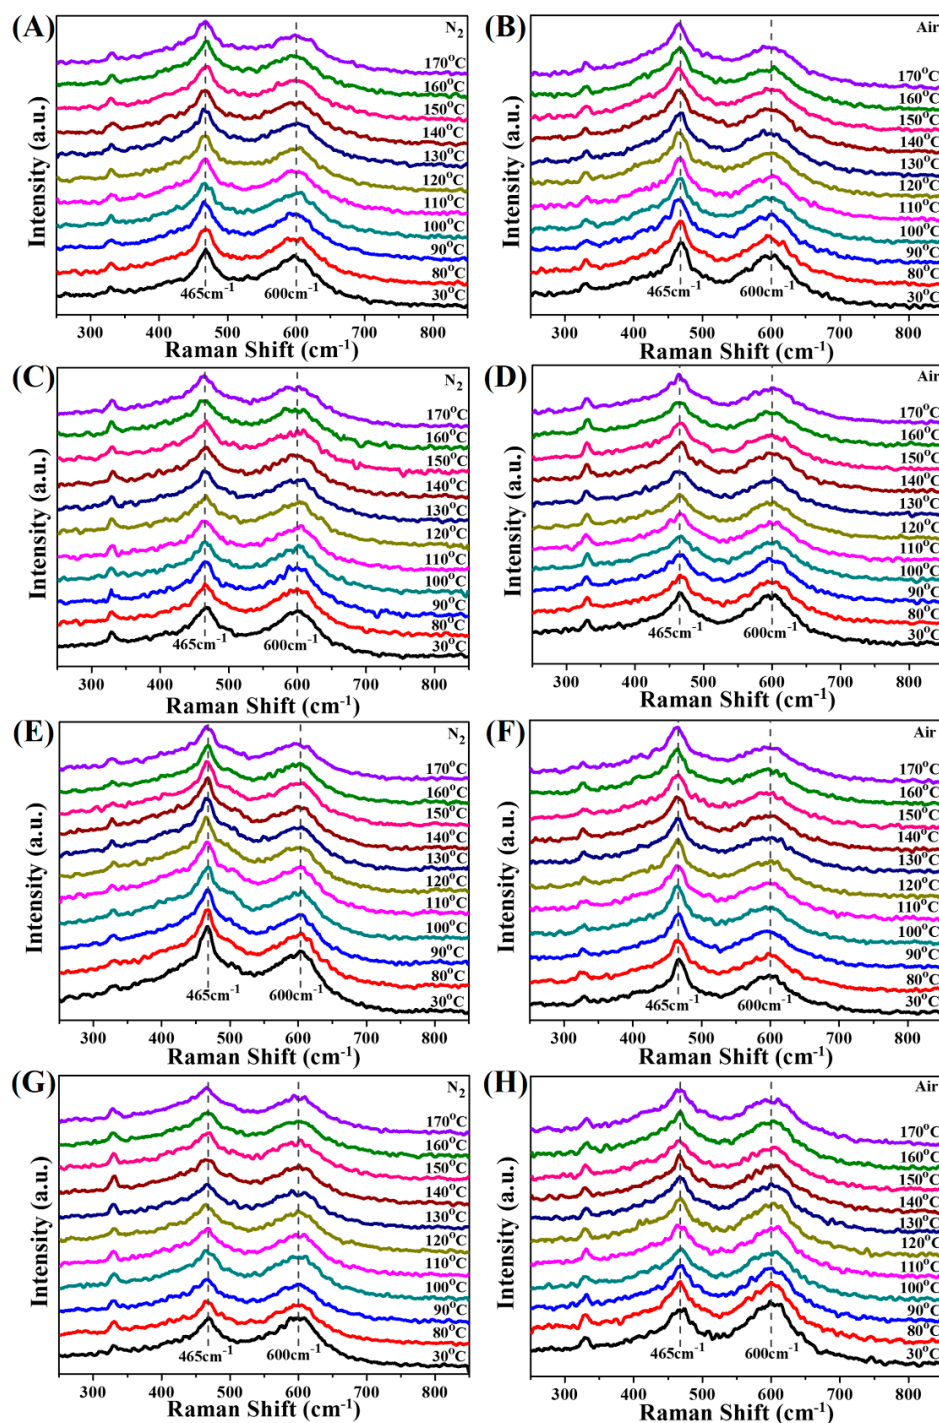 (A) N₂
170°C
160°C
150°C
140°C
130°C
120°C
110°C
100°C
90°C
80°C
30°C
465cm⁻¹ 600cm⁻¹
Intensity (a.u.)
300 400 500 600 700 800
Raman Shift (cm⁻¹)
(B) Air
170°C
160°C
150°C
140°C
130°C
120°C
110°C
100°C
90°C
80°C
30°C
465cm⁻¹ 600cm⁻¹
Intensity (a.u.)
300 400 500 600 700 800
Raman Shift (cm⁻¹)
(C) N₂
170°C
160°C
150°C
140°C
130°C
120°C
110°C
100°C
90°C
80°C
30°C
465cm⁻¹ 600cm⁻¹
Intensity (a.u.)
300 400 500 600 700 800
Raman Shift (cm⁻¹)
(D) Air
170°C
160°C
150°C
140°C
130°C
120°C
110°C
100°C
90°C
80°C
30°C
465cm⁻¹ 600cm⁻¹
Intensity (a.u.)
300 400 500 600 700 800
Raman Shift (cm⁻¹)
(E) N₂
170°C
160°C
150°C
140°C
130°C
120°C
110°C
100°C
90°C
80°C
30°C
465cm⁻¹ 600cm⁻¹
Intensity (a.u.)
300 400 500 600 700 800
Raman Shift (cm⁻¹)
(F) Air
170°C
160°C
150°C
140°C
130°C
120°C
110°C
100°C
90°C
80°C
30°C
465cm⁻¹ 600cm⁻¹
Intensity (a.u.)
300 400 500 600 700 800
Raman Shift (cm⁻¹)
(G) N₂
170°C
160°C
150°C
140°C
130°C
120°C
110°C
100°C
90°C
80°C
30°C
465cm⁻¹ 600cm⁻¹
Intensity (a.u.)
300 400 500 600 700 800
Raman Shift (cm⁻¹)
(H) Air
170°C
160°C
150°C
140°C
130°C
120°C
110°C
100°C
90°C
80°C
30°C
465cm⁻¹ 600cm⁻¹
Intensity (a.u.)
300 400 500 600 700 800
Raman Shift (cm⁻¹)